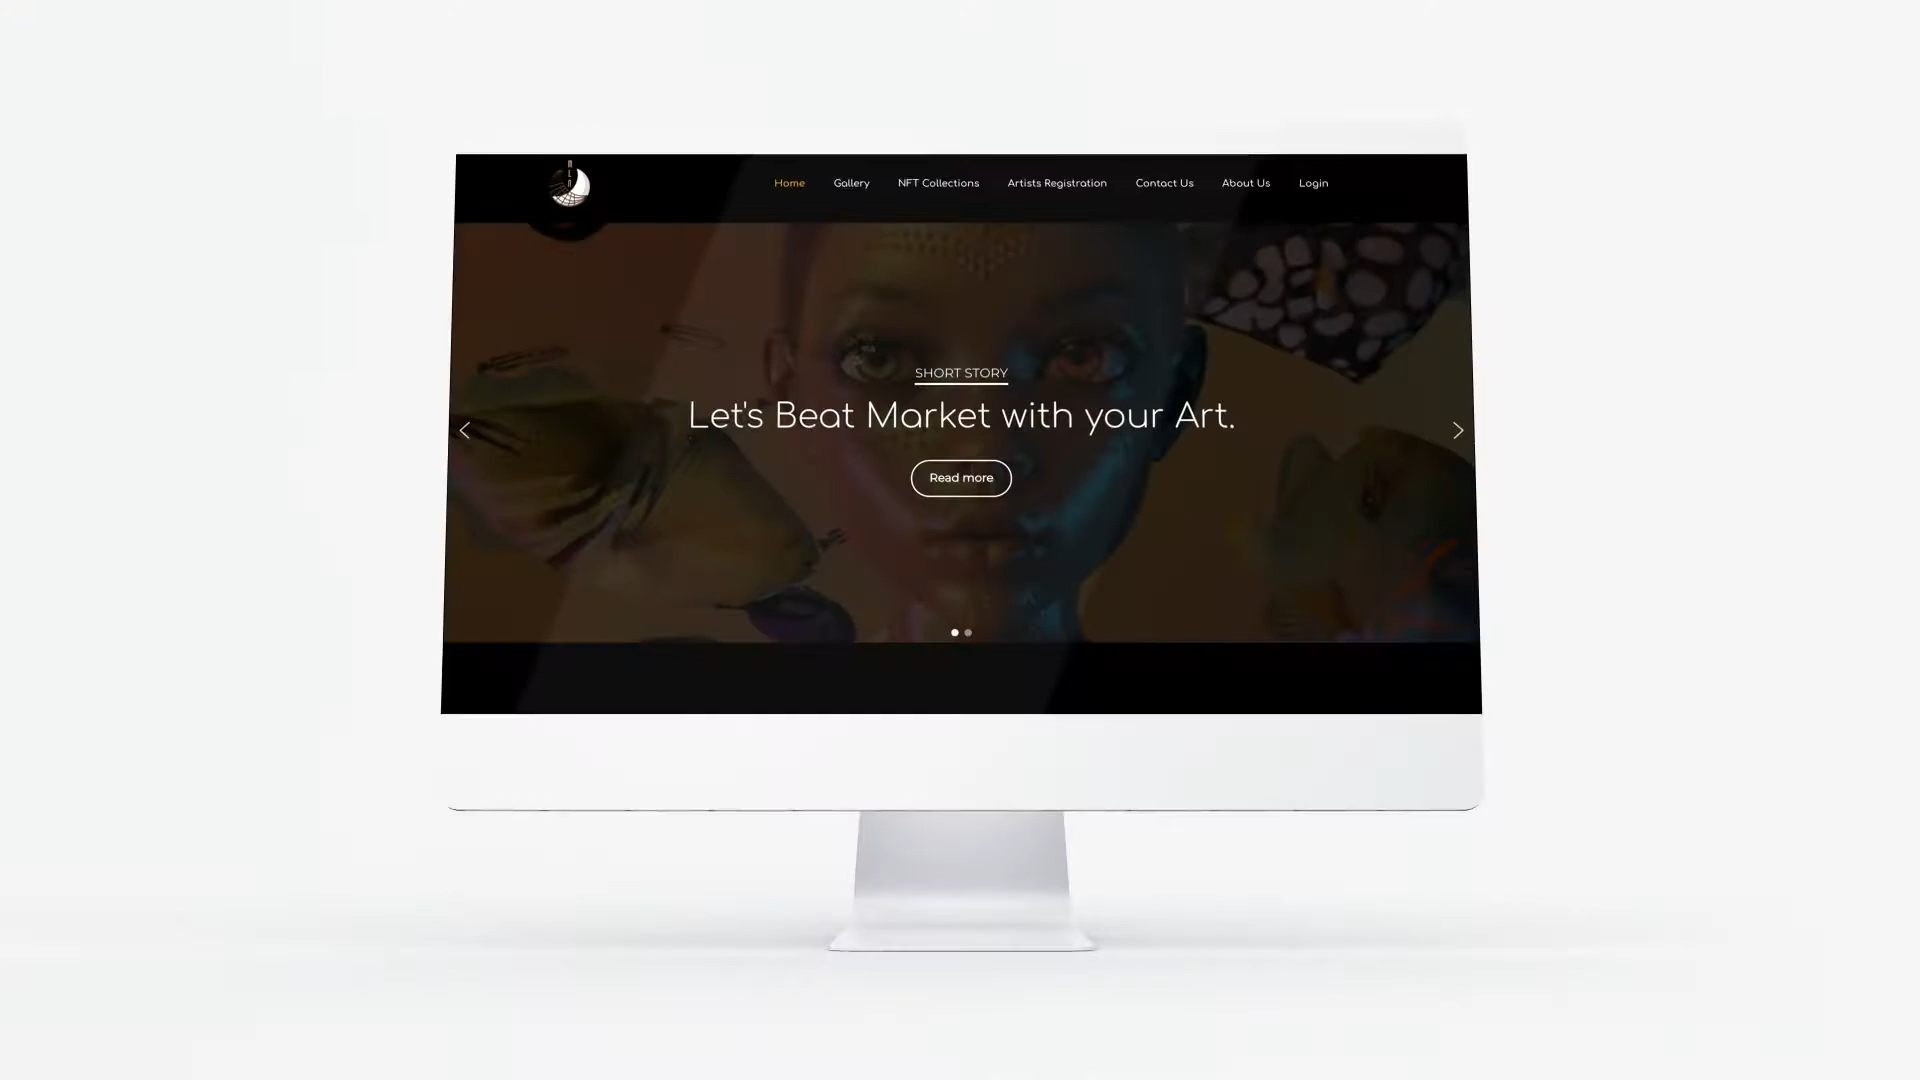 Home Gallery NFT Collections Artists Registration Contact Us About Us Login
SHORT STORY
Let's Beat Market with your Art.
Read more